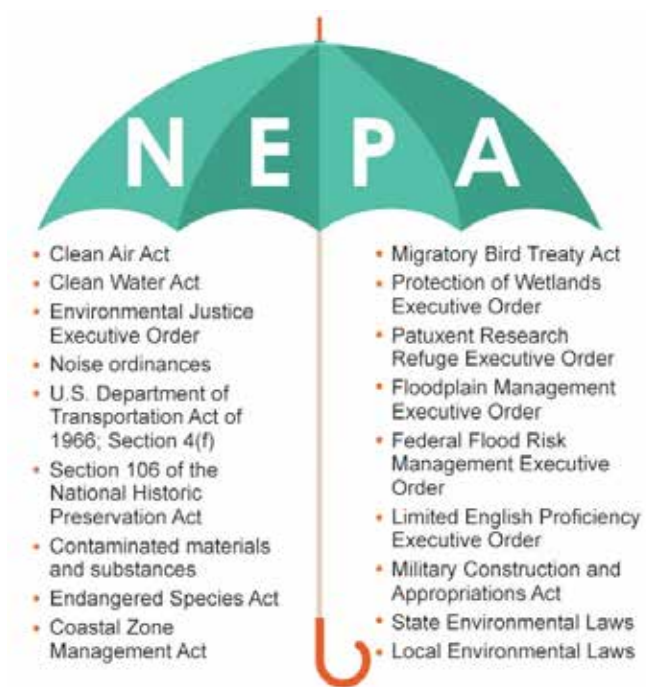 NEPA
• Clean Air Act
• Clean Water Act
• Environmental Justice
Executive Order
• Noise ordinances
• U.S. Department of
Transportation Act of
1966; Section 4(f)
• Section 106 of the
National Historic
Preservation Act
• Contaminated materials
and substances
• Endangered Species Act
• Coastal Zone
Management Act
• Migratory Bird Treaty Act
• Protection of Wetlands
Executive Order
• Patuxent Research
Refuge Executive Order
• Floodplain Management
Executive Order
• Federal Flood Risk
Management Executive
Order
• Limited English Proficiency
Executive Order
• Military Construction and
Appropriations Act
• State Environmental Laws
• Local Environmental Laws